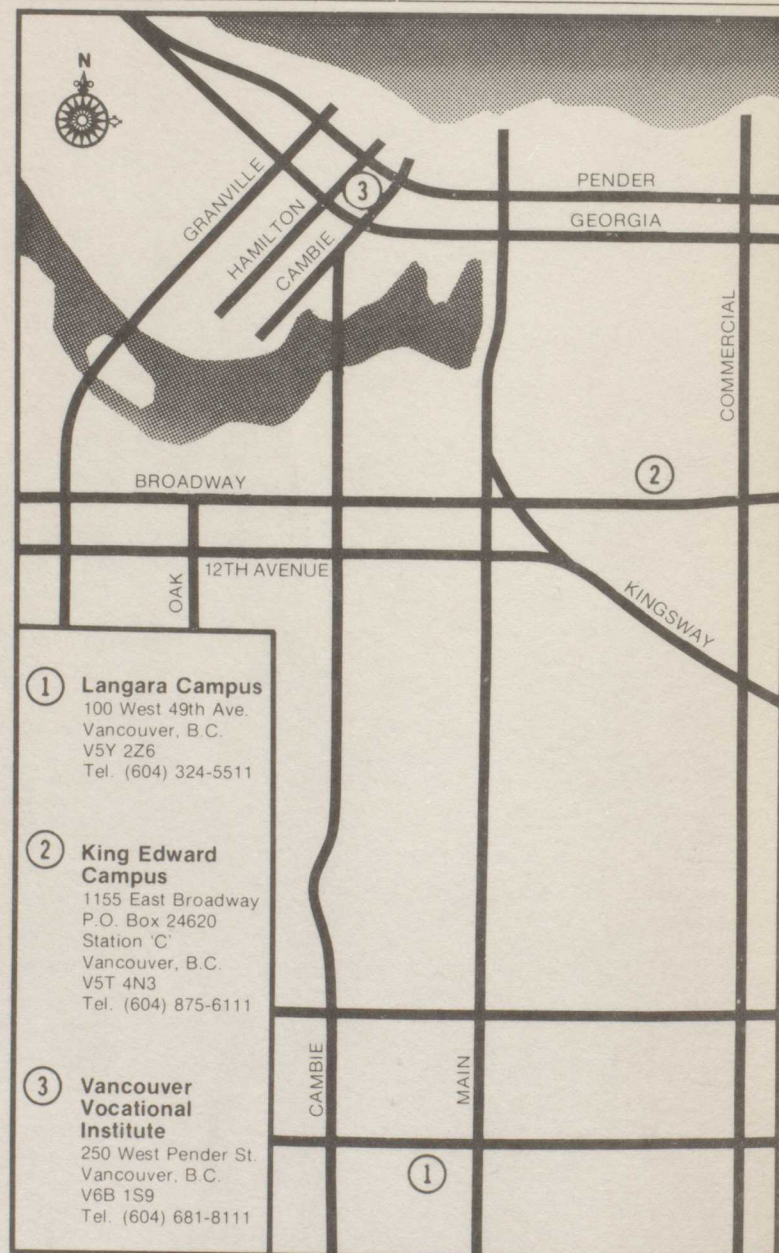 N
GRANVILLE
HAMILTON
CAMBIE
3
PENDER
GEORGIA
COMMERCIAL
2
BROADWAY
12TH AVENUE
OAK
KINGSWAY
1 Langara Campus
100 West 49th Ave.
Vancouver, B.C.
V5Y 2Z6
Tel. (604) 324-5511
2 King Edward
Campus
1155 East Broadway
P.O. Box 24620
Station 'C'
Vancouver, B.C.
V5T 4N3
Tel. (604) 875-6111
3 Vancouver
Vocational
Institute
250 West Pender St.
Vancouver, B.C.
V6B 1S9
Tel. (604) 681-8111
CAMBIE
MAIN
1